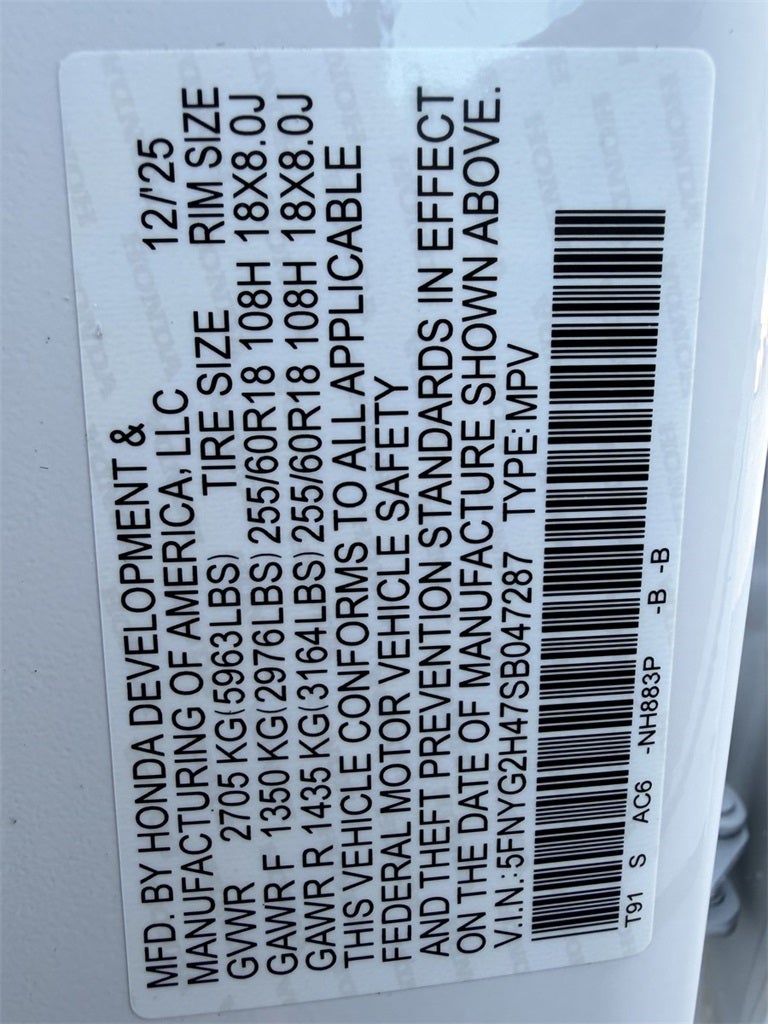 MFD. BY HONDA DEVELOPMENT &
MANUFACTURING OF AMERICA, LLC 12/'25
GVWR 2705 KG(5963LBS) TIRE SIZE RIM SIZE
GAWR F 1350 KG(2976LBS) 255/60R18 108H 18X8.0J
GAWR R 1435 KG(3164LBS) 255/60R18 108H 18X8.0J
THIS VEHICLE CONFORMS TO ALL APPLICABLE
FEDERAL MOTOR VEHICLE SAFETY
AND THEFT PREVENTION STANDARDS IN EFFECT
ON THE DATE OF MANUFACTURE SHOWN ABOVE.
V.I.N.: 5FNYG2H47SB047287 TYPE: MPV
T91 S AC6 -NH883P -B -B